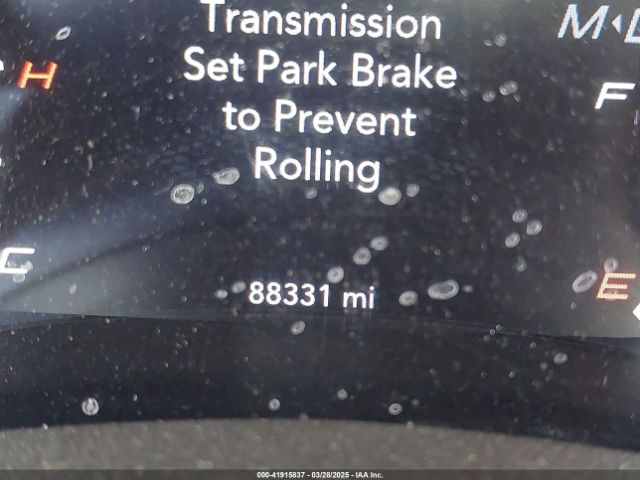 Transmission
M◄D
Set Park Brake
H
F
to Prevent
Rolling
C
88331 mi
E
000-41915837 - 03/28/2025 - IAA Inc.